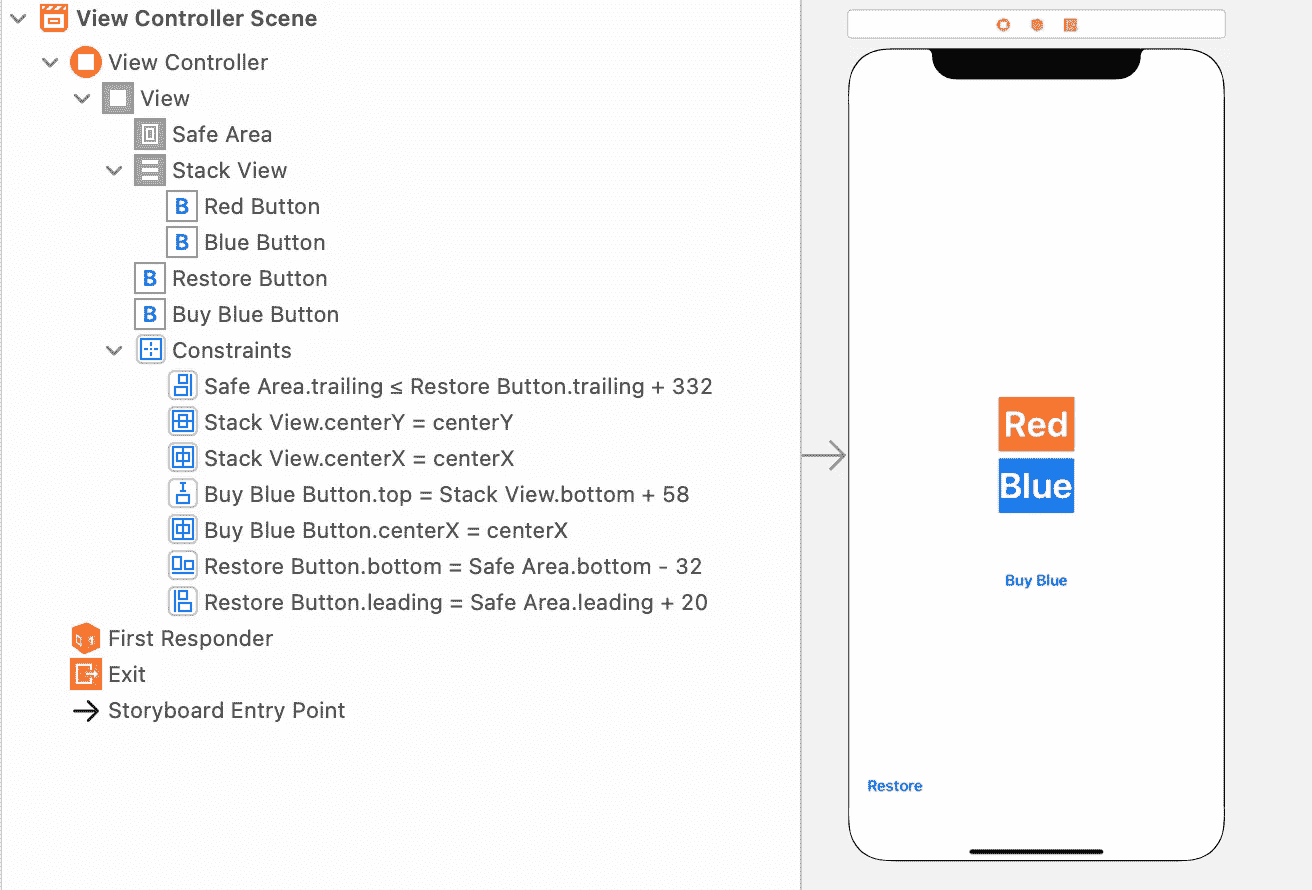 View Controller Scene
View Controller
View
Safe Area
Stack View
B Red Button
B Blue Button
B Restore Button
B Buy Blue Button
Constraints
Safe Area.trailing ≤ Restore Button.trailing + 332
Stack View.centerY = centerY
Stack View.centerX = centerX
Buy Blue Button.top = Stack View.bottom + 58
Buy Blue Button.centerX = centerX
Restore Button.bottom = Safe Area.bottom - 32
Restore Button.leading = Safe Area.leading + 20
First Responder
Exit
Storyboard Entry Point
Red
Blue
Buy Blue
Restore